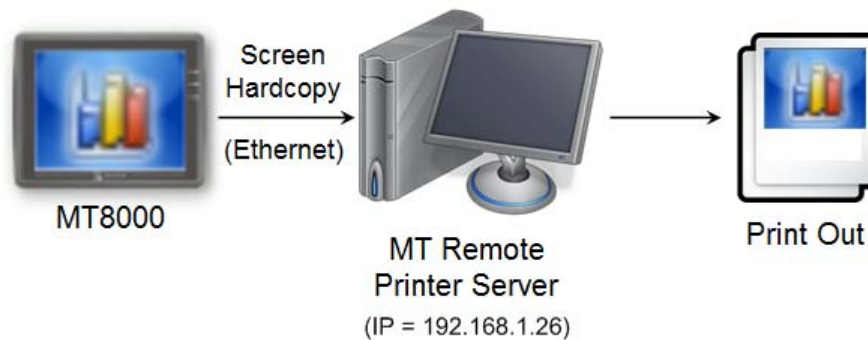 Screen
Hardcopy
(Ethernet)
MT8000
MT Remote
Printer Server
(IP = 192.168.1.26)
Print Out